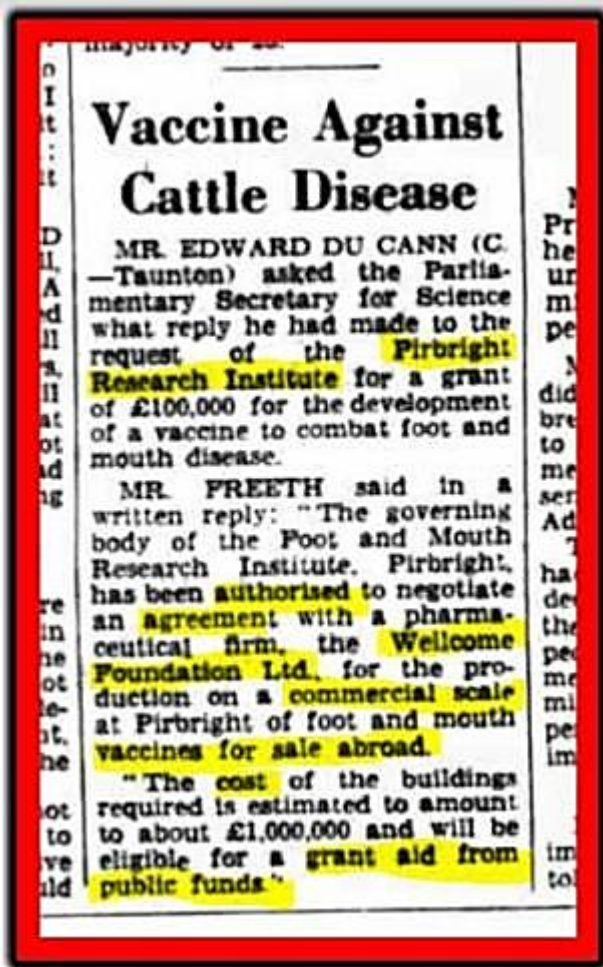 majority of 25.
Vaccine Against
Cattle Disease
MR. EDWARD DU CANN (C.
—Taunton) asked the Parlia-
mentary Secretary for Science
what reply he had made to the
request of the Pirbright
Research Institute for a grant
of £100,000 for the development
of a vaccine to combat foot and
mouth disease.
MR. FREETH said in a
written reply: "The governing
body of the Foot and Mouth
Research Institute, Pirbright,
has been authorised to negotiate
an agreement with a pharma-
ceutical firm, the Wellcome
Foundation Ltd., for the pro-
duction on a commercial scale
at Pirbright of foot and mouth
vaccines for sale abroad.
"The cost of the buildings
required is estimated to amount
to about £1,000,000 and will be
eligible for a grant aid from
public funds."